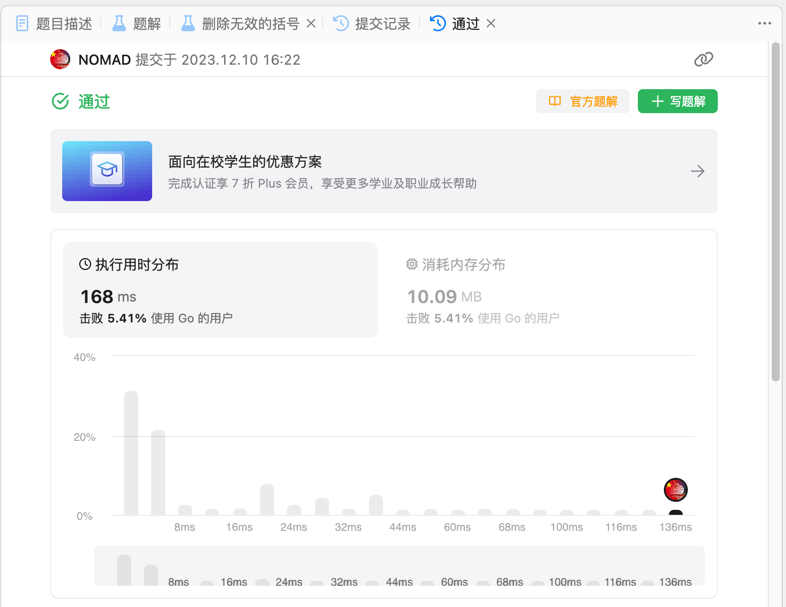 题目描述 题解 删除无效的括号 提交记录 通过
NOMAD 提交于 2023.12.10 16:22
通过 官方题解 写题解
面向在校学生的优惠方案
完成认证享 7 折 Plus 会员，享受更多学业及职业成长帮助
执行用时分布 消耗内存分布
168 ms 10.09 MB
击败 5.41% 使用 Go 的用户 击败 5.41% 使用 Go 的用户
40%
20%
0%
8ms 16ms 24ms 32ms 44ms 60ms 68ms 100ms 116ms 136ms
8ms 16ms 24ms 32ms 44ms 60ms 68ms 100ms 116ms 136ms